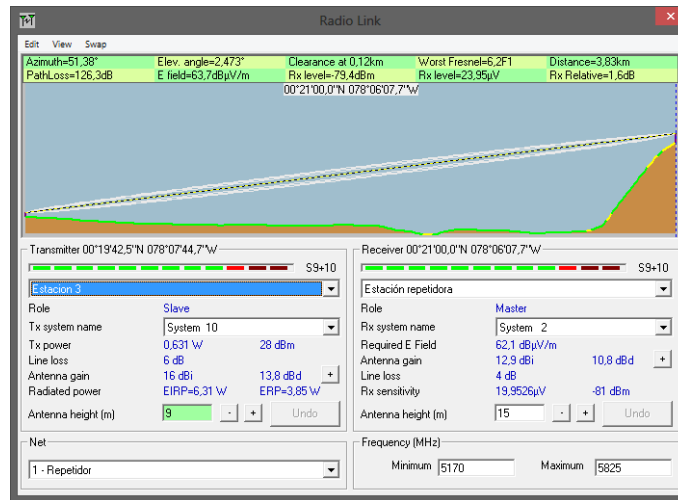 Radio Link
Edit View Swap
Azimuth=51,38° Elev. angle=2,473° Clearance at 0,12km Worst Fresnel=6,2F1 Distance=3,83km
PathLoss=126,3dB E field=63,7dBµV/m Rx level=-79,4dBm Rx level=23,95µV Rx Relative=1,6dB
00°21'00,0"N 078°06'07,7"W
Transmitter 00°19'42,5"N 078°07'44,7"W
S9+10
Estacion 3
Role Slave
Tx system name System 10
Tx power 0,631 W 28 dBm
Line loss 6 dB
Antenna gain 16 dBi 13,8 dBd +
Radiated power EIRP=6,31 W ERP=3,85 W
Antenna height (m) 9 - + Undo
Net
1 - Repetidor
Receiver 00°21'00,0"N 078°06'07,7"W
S9+10
Estación repetidora
Role Master
Rx system name System 2
Required E Field 62,1 dBµV/m
Antenna gain 12,9 dBi 10,8 dBd +
Line loss 4 dB
Rx sensitivity 19,9526µV -81 dBm
Antenna height (m) 15 - + Undo
Frequency (MHz)
Minimum 5170 Maximum 5825